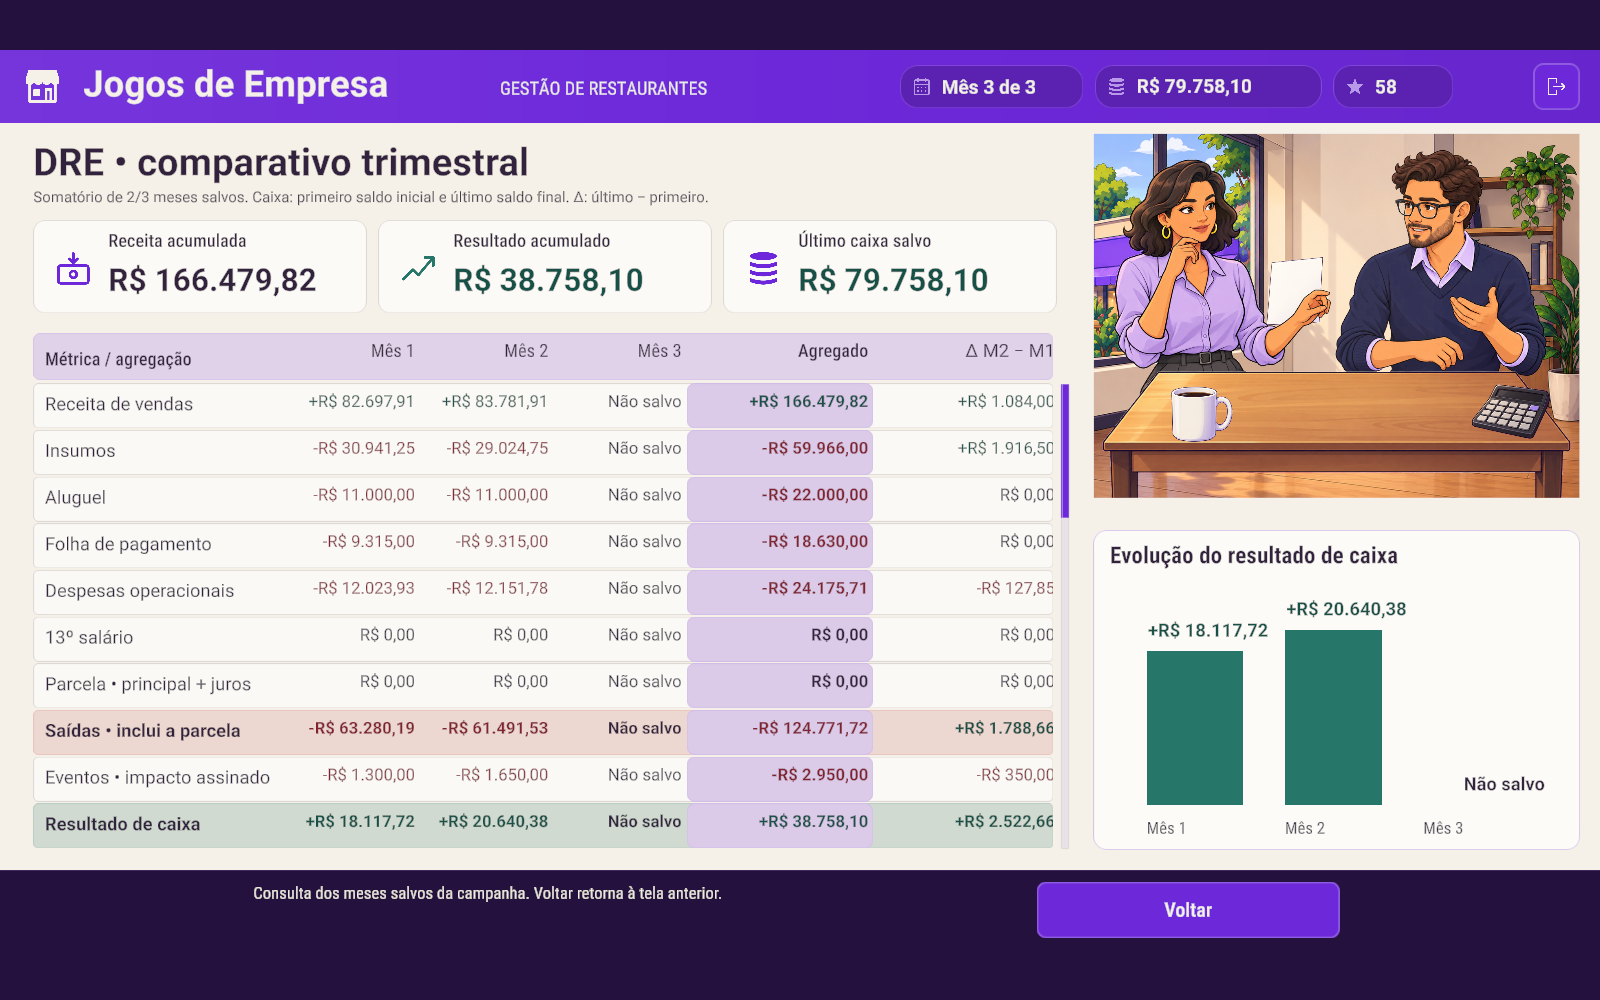 Jogos de Empresa
GESTÃO DE RESTAURANTES
Mês 3 de 3
R$ 79.758,10
58
DRE • comparativo trimestral
Somatório de 2/3 meses salvos. Caixa: primeiro saldo inicial e último saldo final. Δ: último − primeiro.
Receita acumulada
R$ 166.479,82
Resultado acumulado
R$ 38.758,10
Último caixa salvo
R$ 79.758,10
Métrica / agregação Mês 1 Mês 2 Mês 3 Agregado Δ M2 − M1
Receita de vendas +R$ 82.697,91 +R$ 83.781,91 Não salvo +R$ 166.479,82 +R$ 1.084,00
Insumos -R$ 30.941,25 -R$ 29.024,75 Não salvo -R$ 59.966,00 +R$ 1.916,50
Aluguel -R$ 11.000,00 -R$ 11.000,00 Não salvo -R$ 22.000,00 R$ 0,00
Folha de pagamento -R$ 9.315,00 -R$ 9.315,00 Não salvo -R$ 18.630,00 R$ 0,00
Despesas operacionais -R$ 12.023,93 -R$ 12.151,78 Não salvo -R$ 24.175,71 -R$ 127,85
13º salário R$ 0,00 R$ 0,00 Não salvo R$ 0,00 R$ 0,00
Parcela • principal + juros R$ 0,00 R$ 0,00 Não salvo R$ 0,00 R$ 0,00
Saídas • inclui a parcela -R$ 63.280,19 -R$ 61.491,53 Não salvo -R$ 124.771,72 +R$ 1.788,66
Eventos • impacto assinado -R$ 1.300,00 -R$ 1.650,00 Não salvo -R$ 2.950,00 -R$ 350,00
Resultado de caixa +R$ 18.117,72 +R$ 20.640,38 Não salvo +R$ 38.758,10 +R$ 2.522,66
Evolução do resultado de caixa
+R$ 18.117,72
+R$ 20.640,38
Não salvo
Mês 1 Mês 2 Mês 3
Consulta dos meses salvos da campanha. Voltar retorna à tela anterior.
Voltar